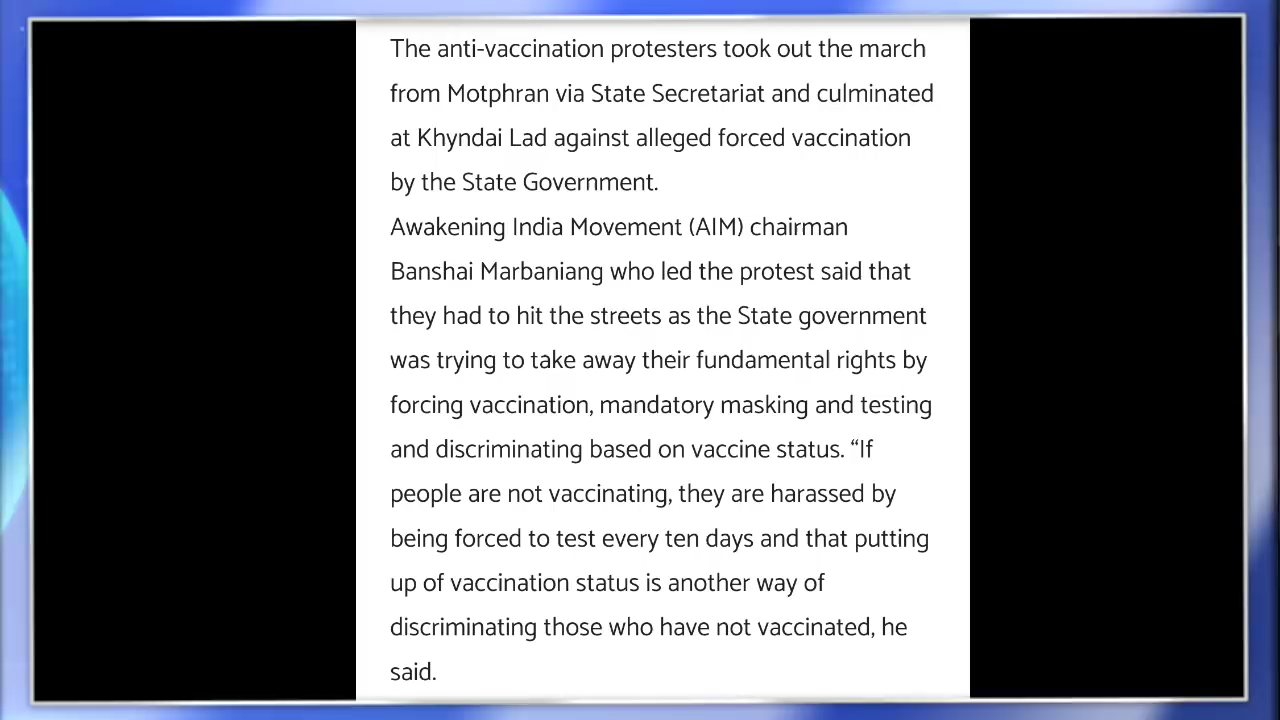 The anti-vaccination protesters took out the march
from Motphran via State Secretariat and culminated
at Khyndai Lad against alleged forced vaccination
by the State Government.
Awakening India Movement (AIM) chairman
Banshai Marbaniang who led the protest said that
they had to hit the streets as the State government
was trying to take away their fundamental rights by
forcing vaccination, mandatory masking and testing
and discriminating based on vaccine status. “If
people are not vaccinating, they are harassed by
being forced to test every ten days and that putting
up of vaccination status is another way of
discriminating those who have not vaccinated, he
said.